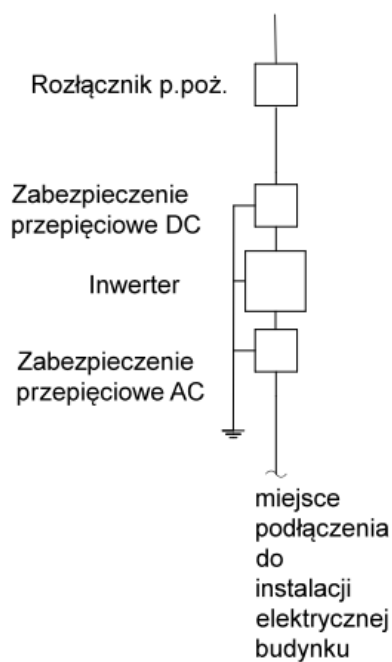 Rozłącznik p.poż.
Zabezpieczenie
przepięciowe DC
Inwerter
Zabezpieczenie
przepięciowe AC
miejsce
podłączenia
do
instalacji
elektrycznej
budynku